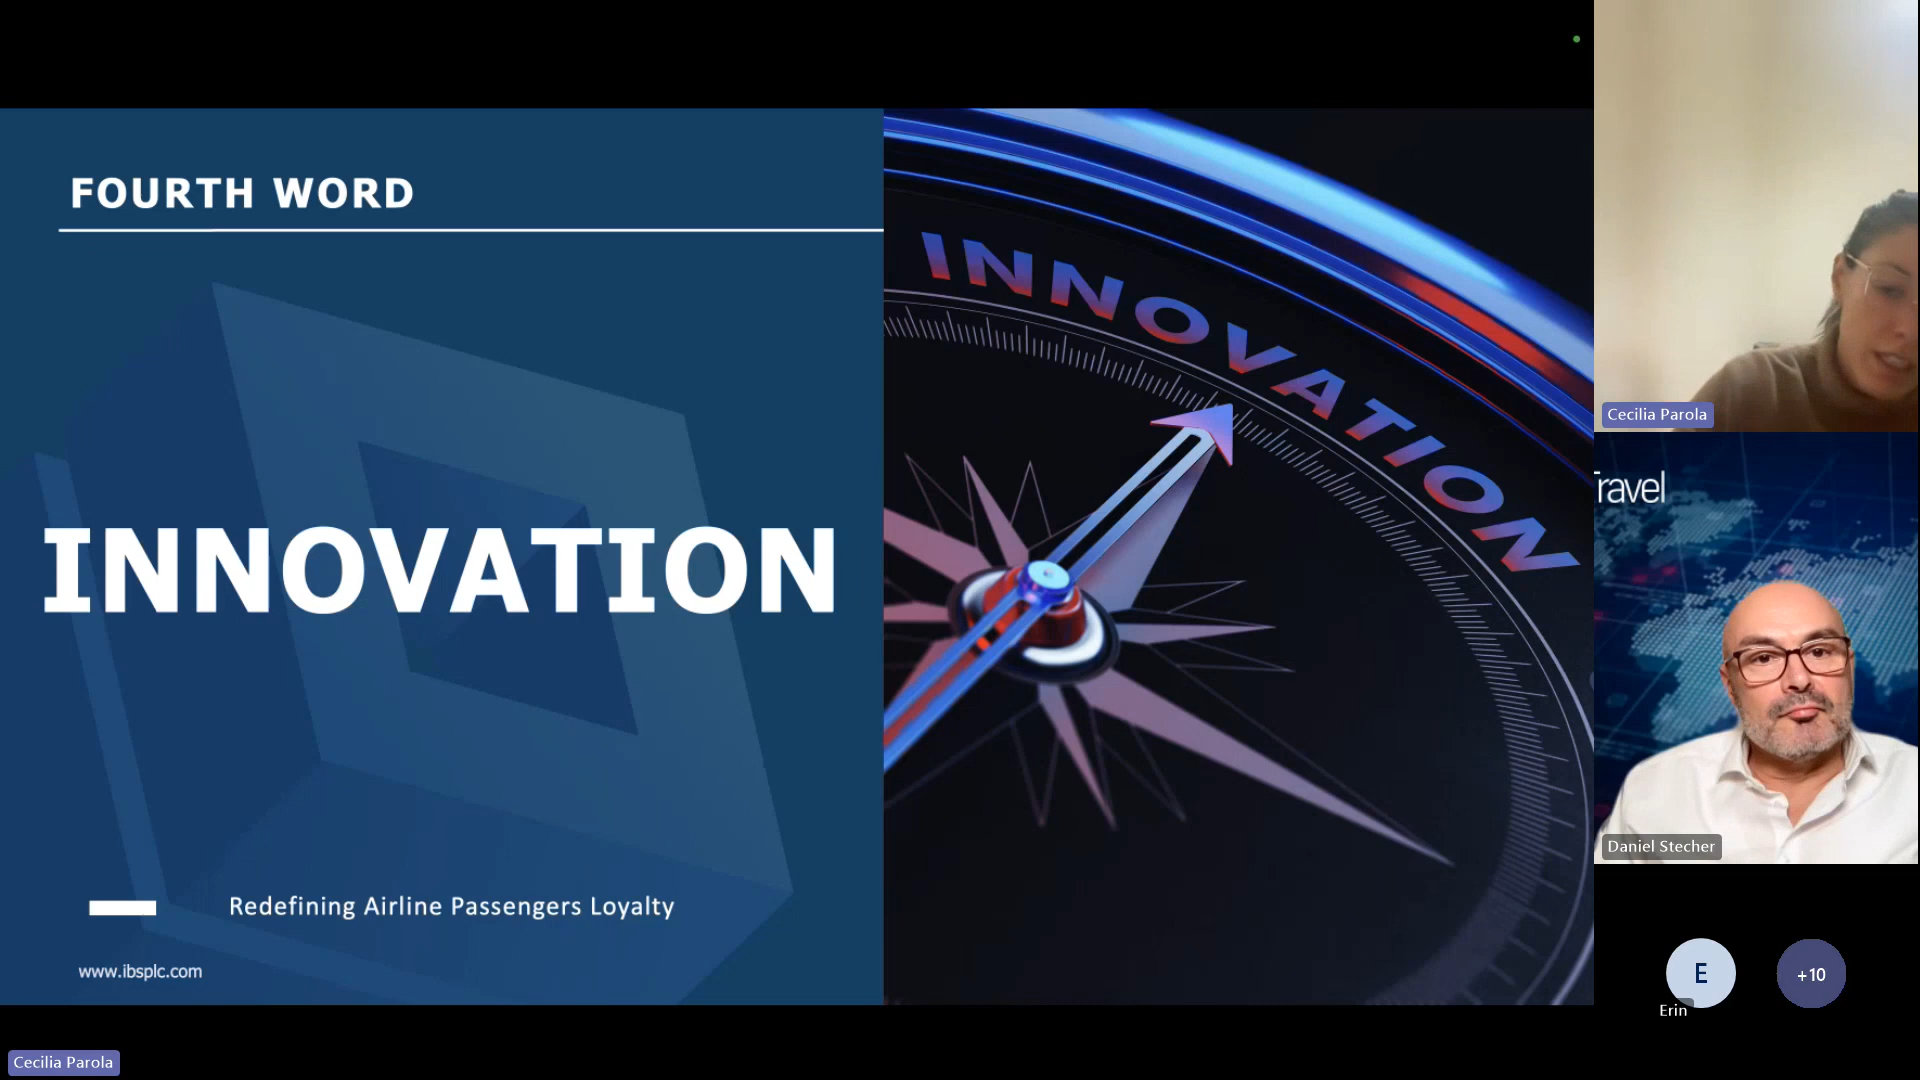 FOURTH WORD
INNOVATION
Redefining Airline Passengers Loyalty
www.ibsplc.com
INNOVATION
Cecilia Parola
Travel
Daniel Stecher
E
+10
Erin
Cecilia Parola